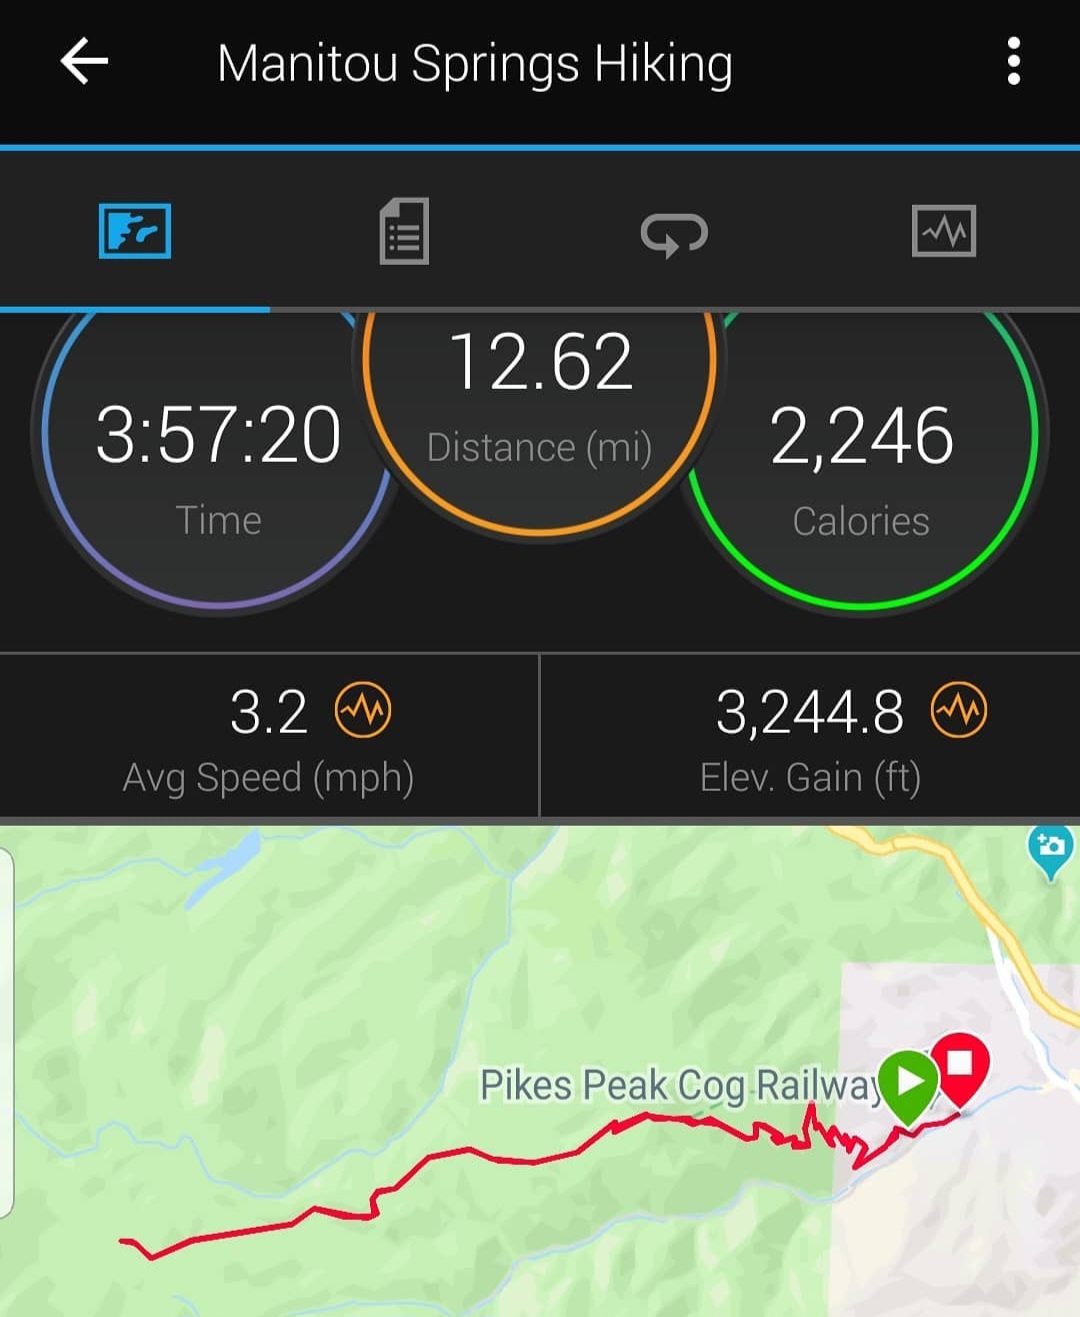 Manitou Springs Hiking
12.62
Distance (mi)
3:57:20
Time
2,246
Calories
3.2
Avg Speed (mph)
3,244.8
Elev. Gain (ft)
Pikes Peak Cog Railway